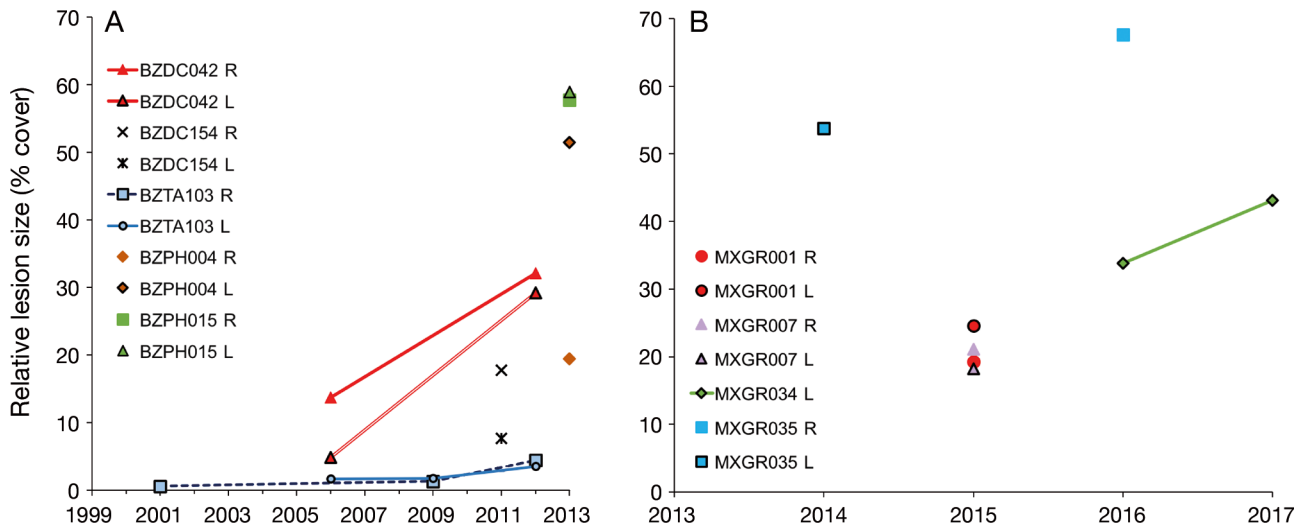 A
Relative lesion size (% cover)
70
60
50
40
30
20
10
0
BZDC042 R
BZDC042 L
BZDC154 R
BZDC154 L
BZTA103 R
BZTA103 L
BZPH004 R
BZPH004 L
BZPH015 R
BZPH015 L
1999 2001 2003 2005 2007 2009 2011 2013
B
70
60
50
40
30
20
10
0
MXGR001 R
MXGR001 L
MXGR007 R
MXGR007 L
MXGR034 L
MXGR035 R
MXGR035 L
2013 2014 2015 2016 2017